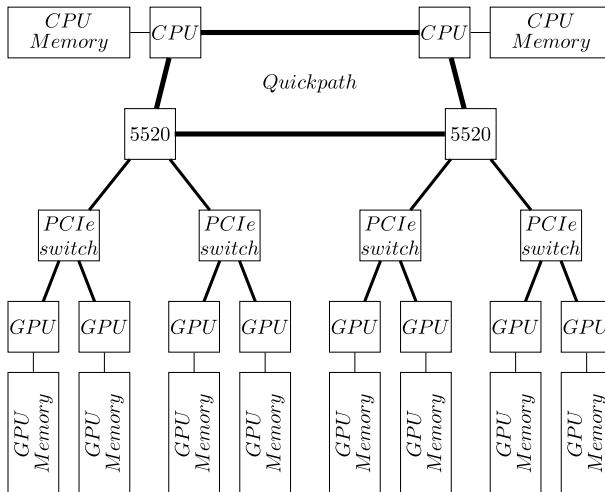 CPU
Memory
CPU
CPU
CPU
Memory
Quickpath
5520
5520
PCIe
switch
PCIe
switch
PCIe
switch
PCIe
switch
GPU
GPU
GPU
GPU
GPU
GPU
GPU
GPU
GPU
Memory
GPU
Memory
GPU
Memory
GPU
Memory
GPU
Memory
GPU
Memory
GPU
Memory
GPU
Memory